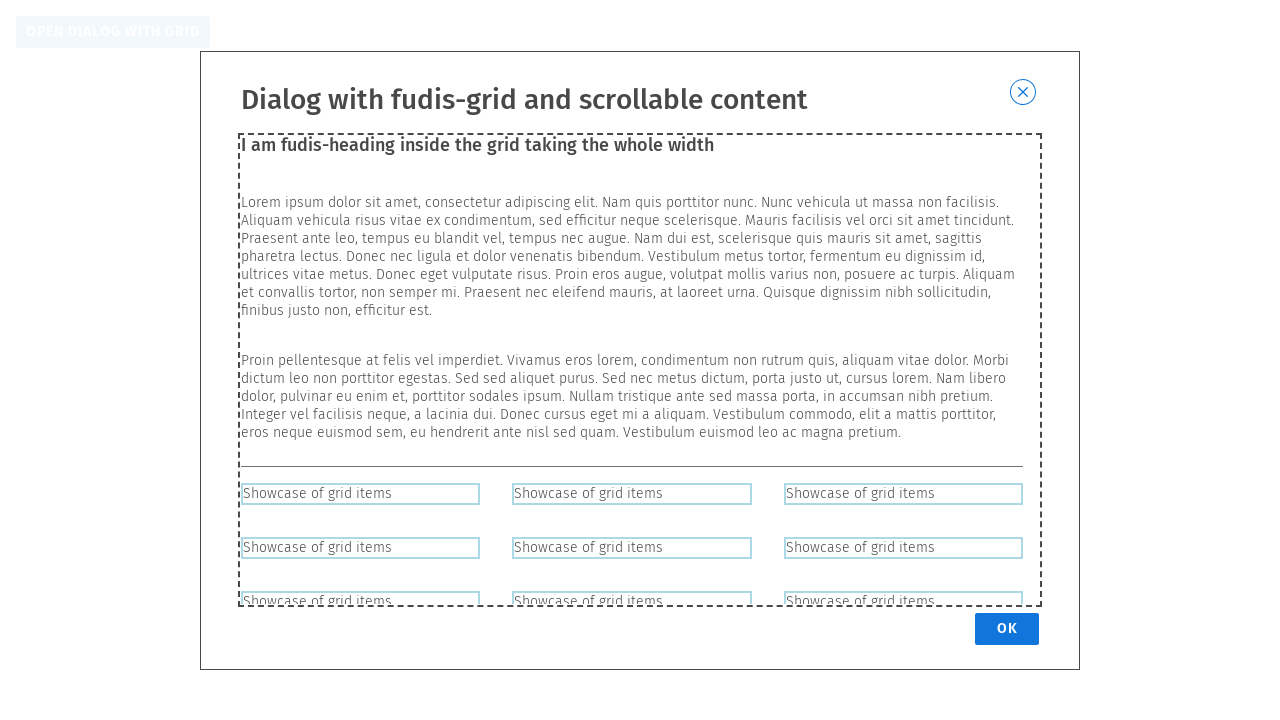 OPEN DIALOG WITH GRID
Dialog with fudis-grid and scrollable content
I am fudis-heading inside the grid taking the whole width
Lorem ipsum dolor sit amet, consectetur adipiscing elit. Nam quis porttitor nunc. Nunc vehicula ut massa non facilisis.
Aliquam vehicula risus vitae ex condimentum, sed efficitur neque scelerisque. Mauris facilisis vel orci sit amet tincidunt.
Praesent ante leo, tempus eu blandit vel, tempus nec augue. Nam dui est, scelerisque quis mauris sit amet, sagittis
pharetra lectus. Donec nec ligula et dolor venenatis bibendum. Vestibulum metus tortor, fermentum eu dignissim id,
ultrices vitae metus. Donec eget vulputate risus. Proin eros augue, volutpat mollis varius non, posuere ac turpis. Aliquam
et convallis tortor, non semper mi. Praesent nec eleifend mauris, at laoreet urna. Quisque dignissim nibh sollicitudin,
finibus justo non, efficitur est.
Proin pellentesque at felis vel imperdiet. Vivamus eros lorem, condimentum non rutrum quis, aliquam vitae dolor. Morbi
dictum leo non porttitor egestas. Sed sed aliquet purus. Sed nec metus dictum, porta justo ut, cursus lorem. Nam libero
dolor, pulvinar eu enim et, porttitor sodales ipsum. Nullam tristique ante sed massa porta, in accumsan nibh pretium.
Integer vel facilisis neque, a lacinia dui. Donec cursus eget mi a aliquam. Vestibulum commodo, elit a mattis porttitor,
eros neque euismod sem, eu hendrerit ante nisl sed quam. Vestibulum euismod leo ac magna pretium.
Showcase of grid items Showcase of grid items Showcase of grid items
Showcase of grid items Showcase of grid items Showcase of grid items
Showcase of grid items Showcase of grid items Showcase of grid items
OK